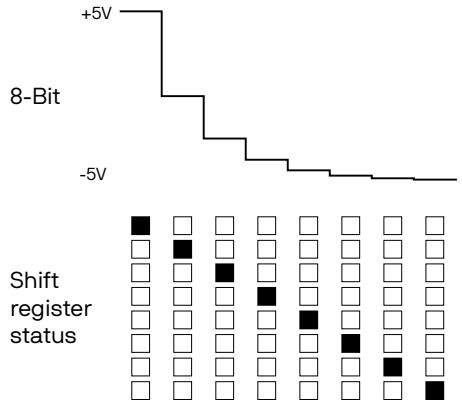 +5V
8-Bit
-5V
Shift
register
status